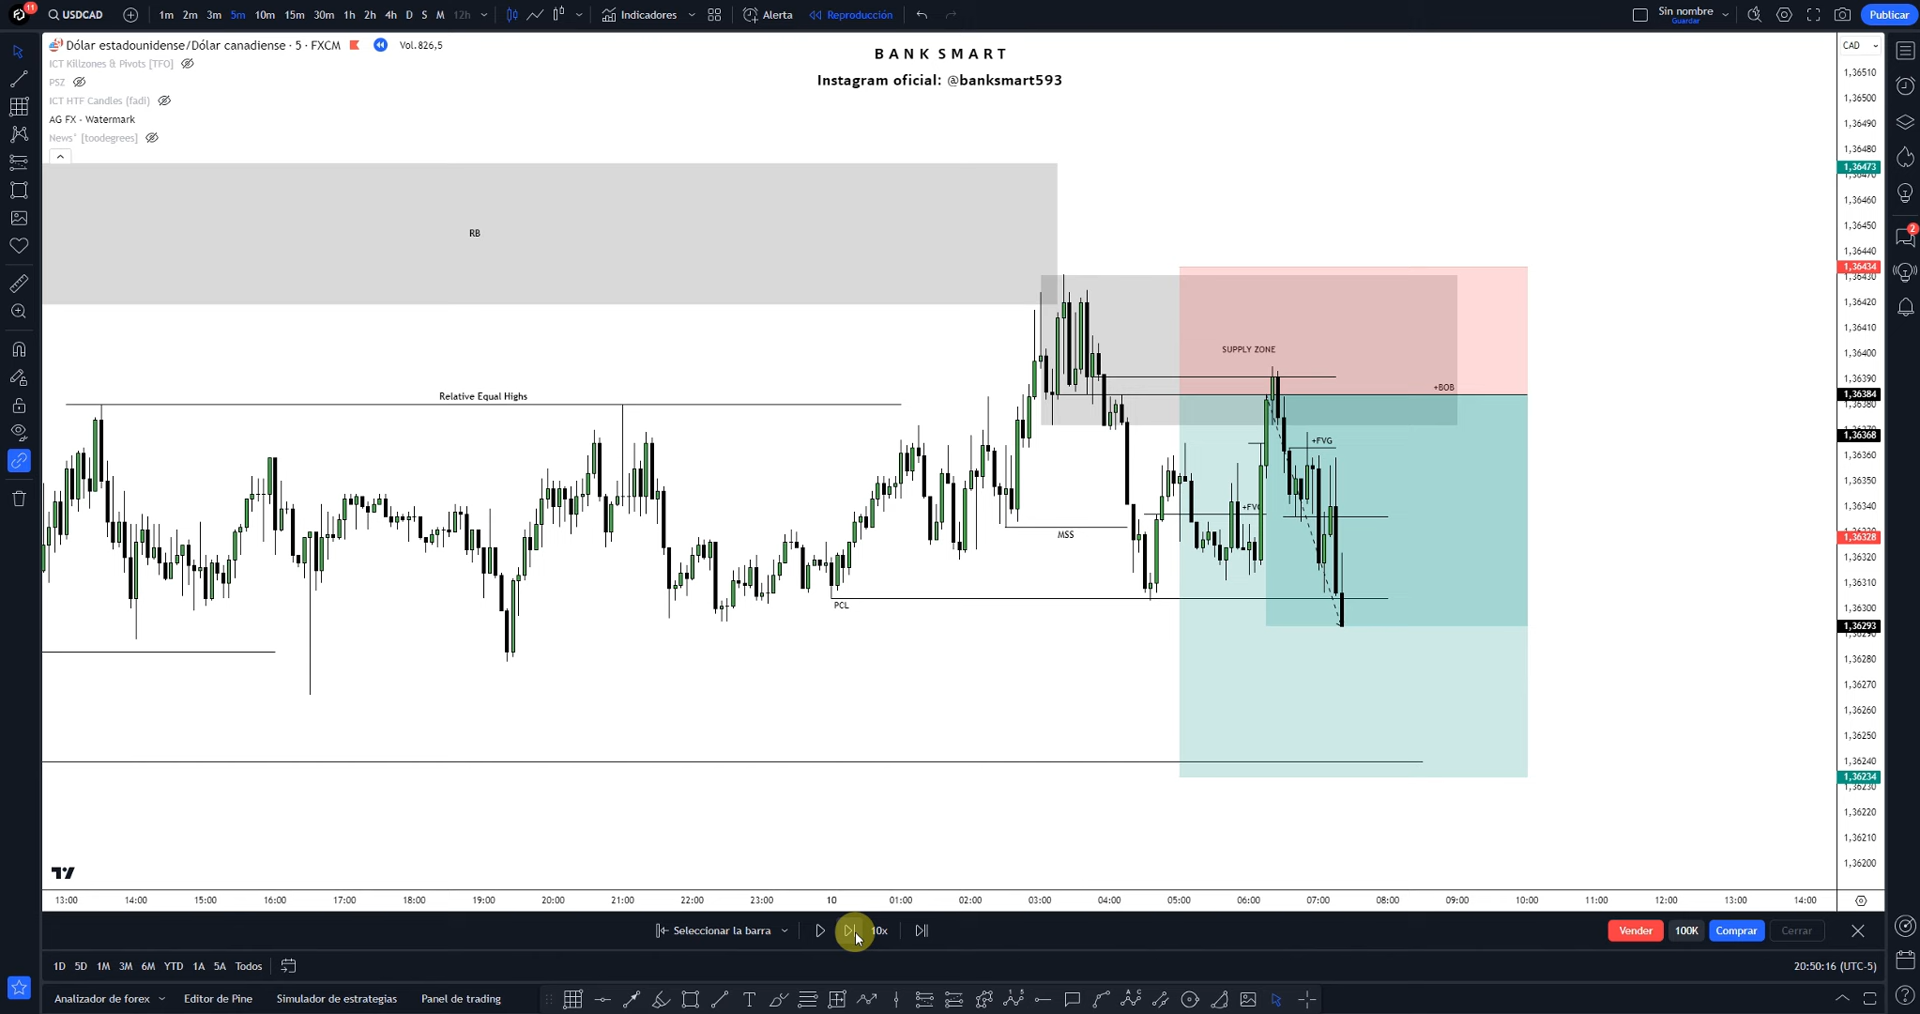 11
USDCAD
1m 2m 3m 5m 10m 15m 30m 1h 2h 4h D S M 12h
Indicadores
Alerta
Reproducción
Sin nombre
Guardar
Publicar
Dólar estadounidense/Dólar canadiense · 5 · FXCM
Vol. 826,5
ICT Killzones & Pivots [TFO]
PSZ
ICT HTF Candles (fadi)
AG FX - Watermark
News° [toodegrees]
BANK SMART
Instagram oficial: @banksmart593
RB
Relative Equal Highs
SUPPLY ZONE
+BOB
+FVG
MSS
PCL
CAD
1,36510
1,36500
1,36490
1,36480
1,36473
1,36460
1,36450
1,36440
1,36434
1,36430
1,36420
1,36410
1,36400
1,36390
1,36384
1,36380
1,36368
1,36360
1,36350
1,36340
1,36328
1,36320
1,36310
1,36300
1,36293
1,36280
1,36270
1,36260
1,36250
1,36240
1,36234
1,36230
1,36220
1,36210
1,36200
2
13:00 14:00 15:00 16:00 17:00 18:00 19:00 20:00 21:00 22:00 23:00 10 01:00 02:00 03:00 04:00 05:00 06:00 07:00 08:00 09:00 10:00 11:00 12:00 13:00 14:00
Seleccionar la barra
10x
Vender
100K
Comprar
Cerrar
1D 5D 1M 3M 6M YTD 1A 5A Todos
20:50:16 (UTC-5)
Analizador de forex
Editor de Pine
Simulador de estrategias
Panel de trading